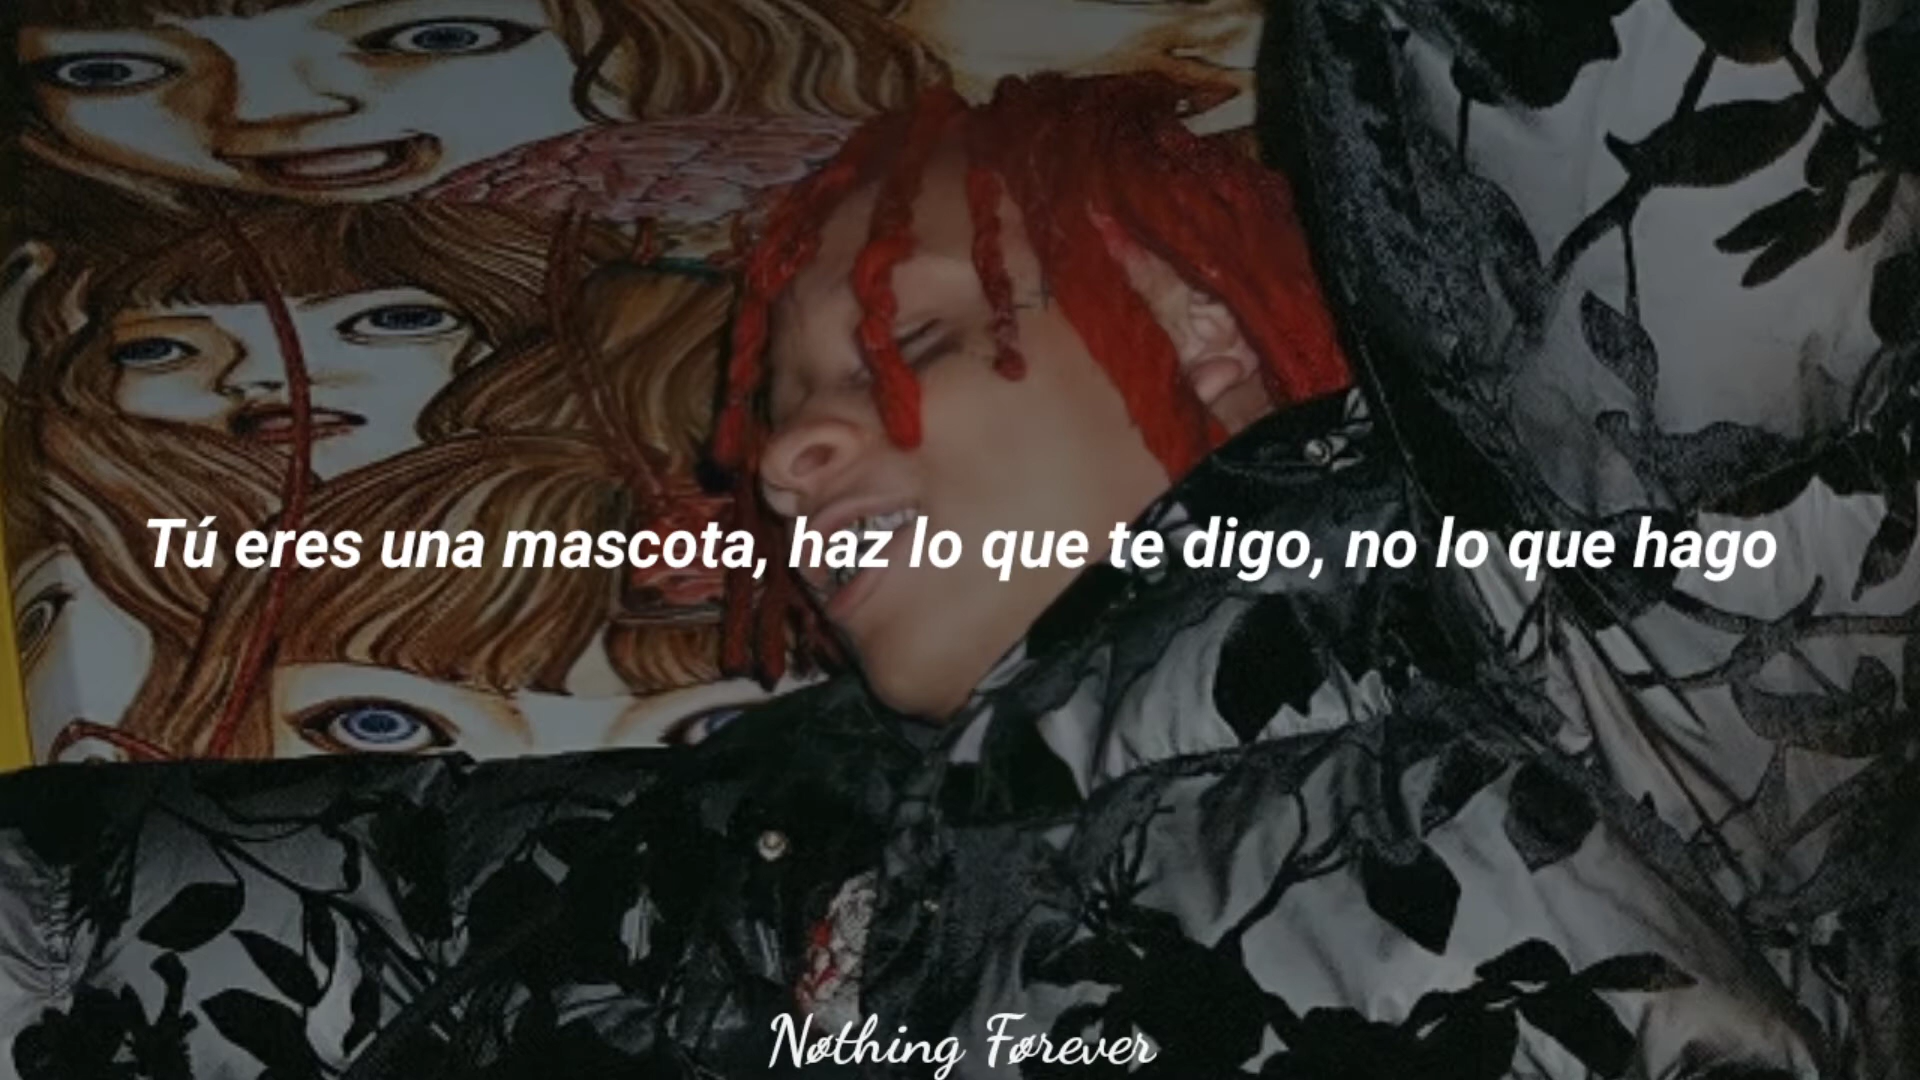 Tú eres una mascota, haz lo que te digo, no lo que hago
Nøthing Førever